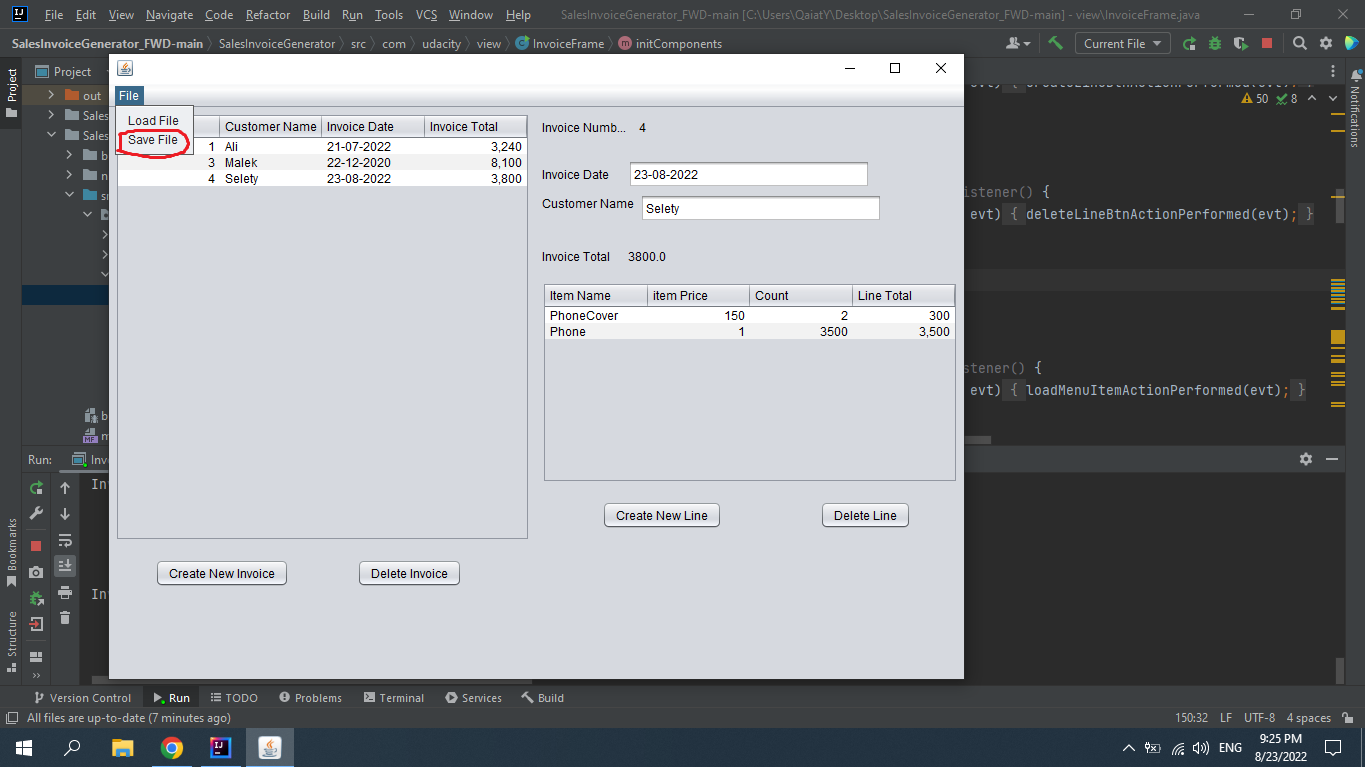 File Edit View Navigate Code Refactor Build Run Tools VCS Window Help SalesInvoiceGenerator_FWD-main [C:\Users\QaiatY\Desktop\SalesInvoiceGenerator_FWD-main] - view\InvoiceFrame.java
SalesInvoiceGenerator_FWD-main SalesInvoiceGenerator src com udacity view InvoiceFrame initComponents Current File
Project
Project
out
Sales
Sales
b
n
sr
b
m
MF
File
Load File
Save File
Customer Name Invoice Date Invoice Total
1 Ali 21-07-2022 3,240
3 Malek 22-12-2020 8,100
4 Selety 23-08-2022 3,800
Create New Invoice Delete Invoice
Invoice Numb... 4
Invoice Date 23-08-2022
Customer Name Selety
Invoice Total 3800.0
Item Name item Price Count Line Total
PhoneCover 150 2 300
Phone 1 3500 3,500
Create New Line Delete Line
50 8
istener() {
evt) { deleteLineBtnActionPerformed(evt); }
stener() {
evt) { loadMenuItemActionPerformed(evt); }
Notifications
Run: Inv
Inv
Inv
Bookmarks
Structure
Version Control Run TODO Problems Terminal Services Build
All files are up-to-date (7 minutes ago) 150:32 LF UTF-8 4 spaces
ENG 9:25 PM
8/23/2022